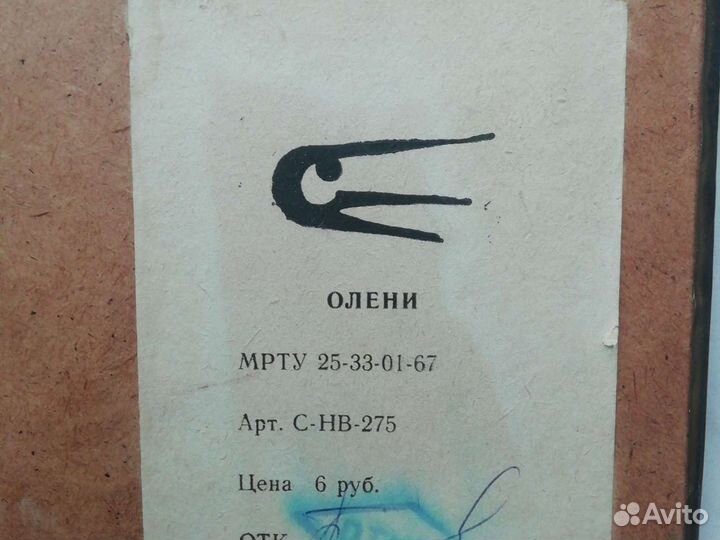 ОЛЕНИ
МРТУ 25-33-01-67
Арт. С-НВ-275
Цена 6 руб.
ОТК
Avito